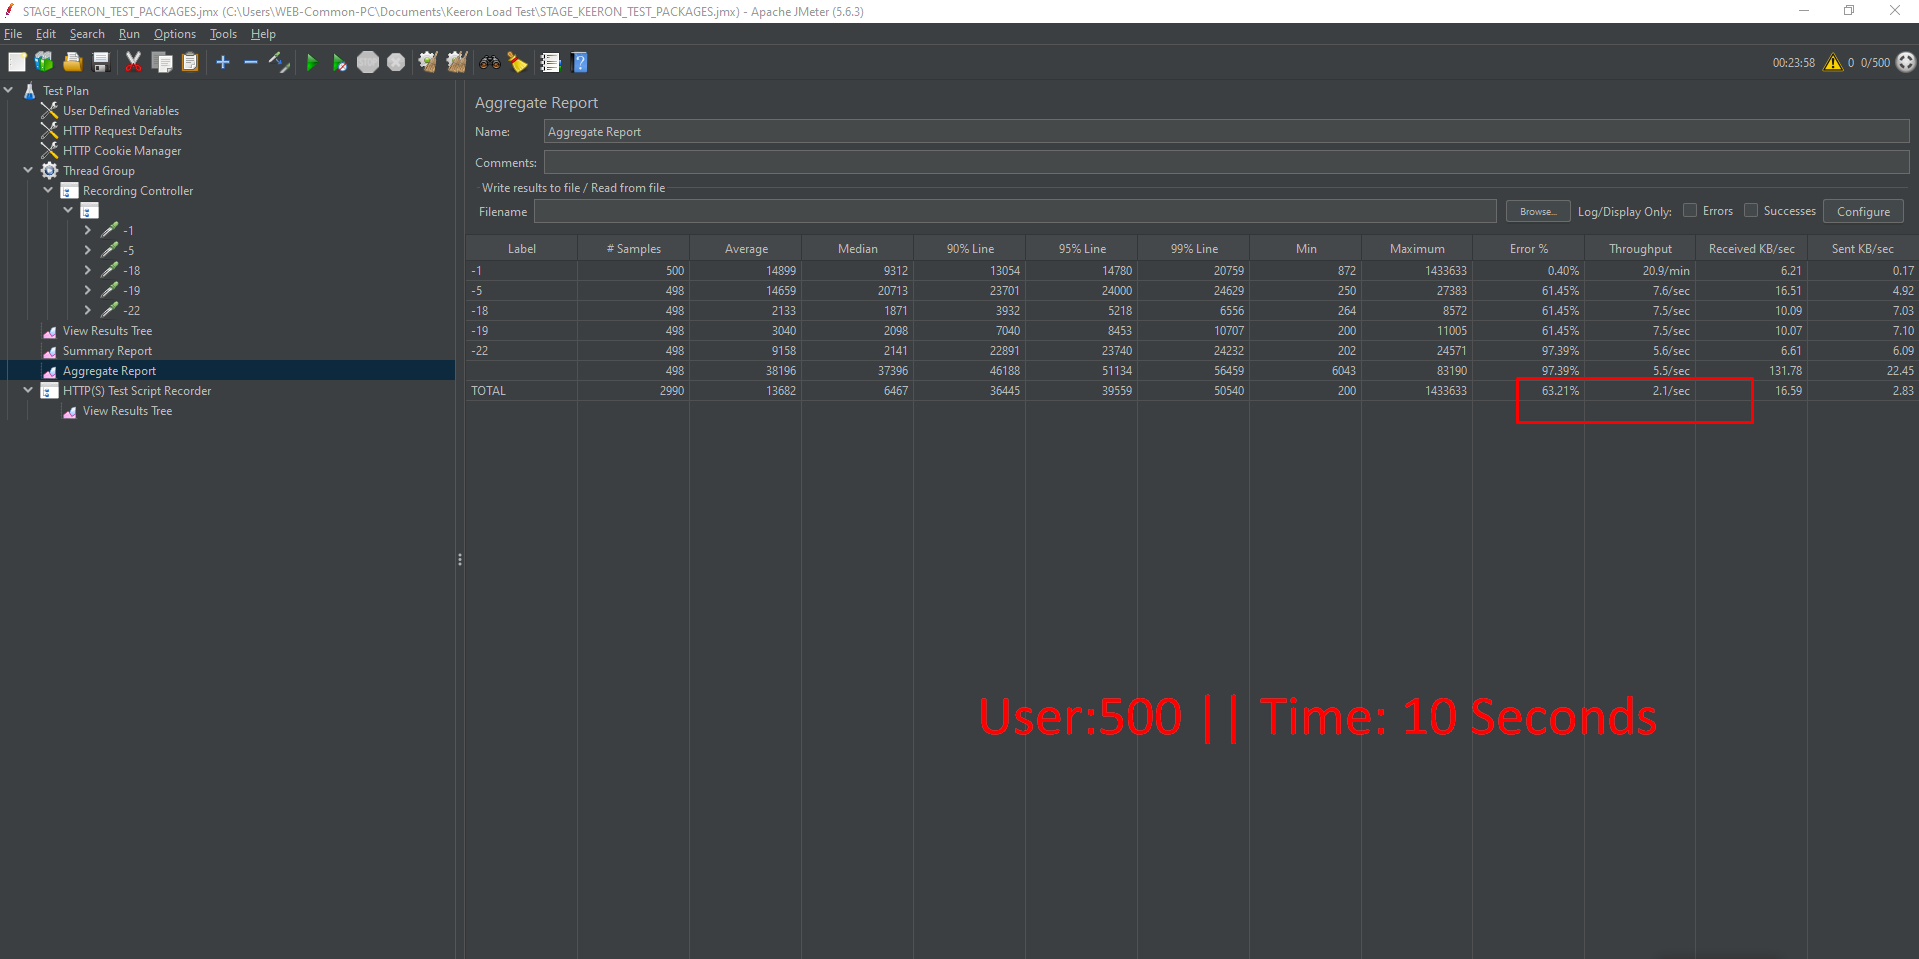 STAGE_KEERON_TEST_PACKAGES.jmx (C:\Users\WEB-Common-PC\Documents\Keeron Load Test\STAGE_KEERON_TEST_PACKAGES.jmx) - Apache JMeter (5.6.3)
File Edit Search Run Options Tools Help
STOP 00:23:58 0 0/500
Test Plan
User Defined Variables
HTTP Request Defaults
HTTP Cookie Manager
Thread Group
Recording Controller
-1
-5
-18
-19
-22
View Results Tree
Summary Report
Aggregate Report
HTTP(S) Test Script Recorder
View Results Tree
Aggregate Report
Name: Aggregate Report
Comments:
Write results to file / Read from file
Filename Browse... Log/Display Only: Errors Successes Configure
Label # Samples Average Median 90% Line 95% Line 99% Line Min Maximum Error % Throughput Received KB/sec Sent KB/sec
-1 500 14899 9312 13054 14780 20759 872 1433633 0.40% 20.9/min 6.21 0.17
-5 498 14659 20713 23701 24000 24629 250 27383 61.45% 7.6/sec 16.51 4.92
-18 498 2133 1871 3932 5218 6556 264 8572 61.45% 7.5/sec 10.09 7.03
-19 498 3040 2098 7040 8453 10707 200 11005 61.45% 7.5/sec 10.07 7.10
-22 498 9158 2141 22891 23740 24232 202 24571 97.39% 5.6/sec 6.61 6.09
498 38196 37396 46188 51134 56459 6043 83190 97.39% 5.5/sec 131.78 22.45
TOTAL 2990 13682 6467 36445 39559 50540 200 1433633 63.21% 2.1/sec 16.59 2.83
User:500 || Time: 10 Seconds